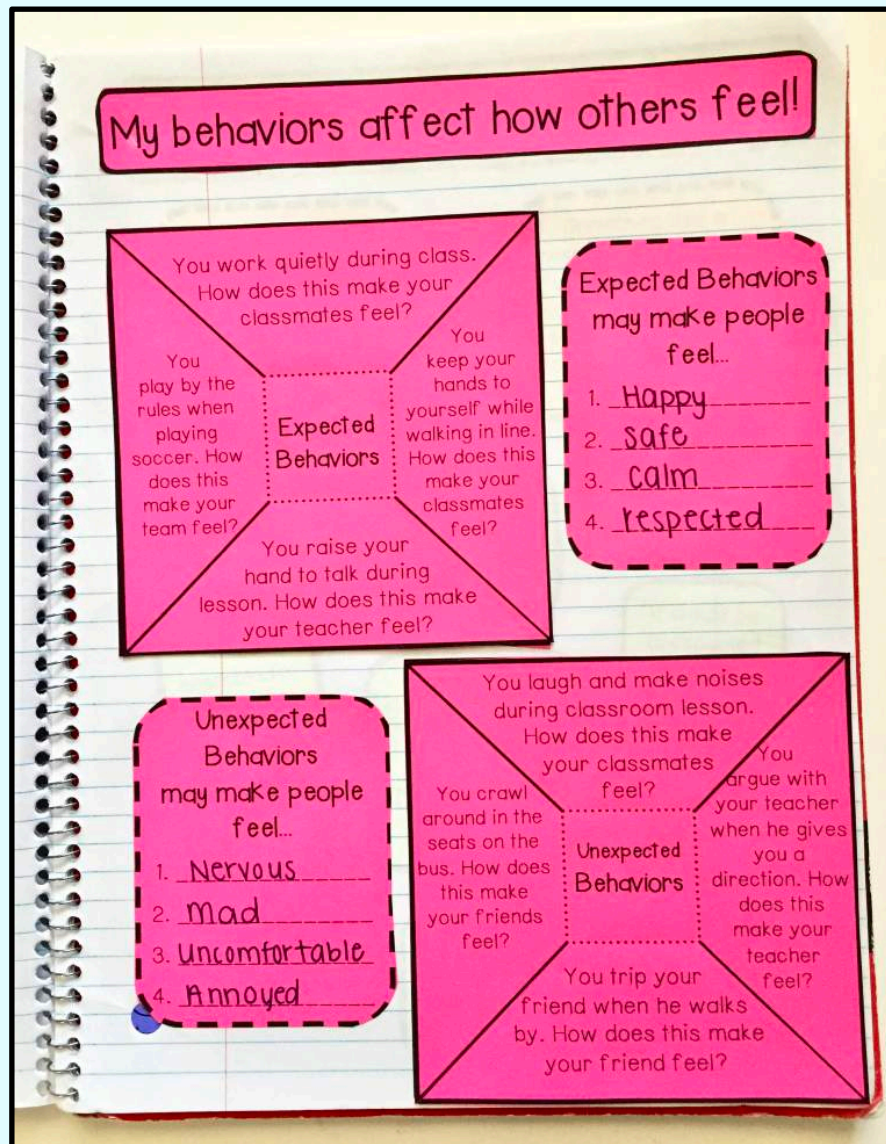 My behaviors affect how others feel!
You work quietly during class.
How does this make your
classmates feel?
You
play by the
rules when
playing
soccer. How
does this
make your
team feel?
Expected
Behaviors
You
keep your
hands to
yourself while
walking in line.
How does this
make your
classmates
feel?
You raise your
hand to talk during
lesson. How does this make
your teacher feel?
Expected Behaviors
may make people
feel...
1. Happy
2. safe
3. calm
4. respected
Unexpected
Behaviors
may make people
feel...
1. Nervous
2. mad
3. uncomfortable
4. Annoyed
You laugh and make noises
during classroom lesson.
How does this make
your classmates
feel?
You crawl
around in the
seats on the
bus. How does
this make
your friends
feel?
Unexpected
Behaviors
You
argue with
your teacher
when he gives
you a
direction. How
does this
make your
teacher
feel?
You trip your
friend when he walks
by. How does this make
your friend feel?